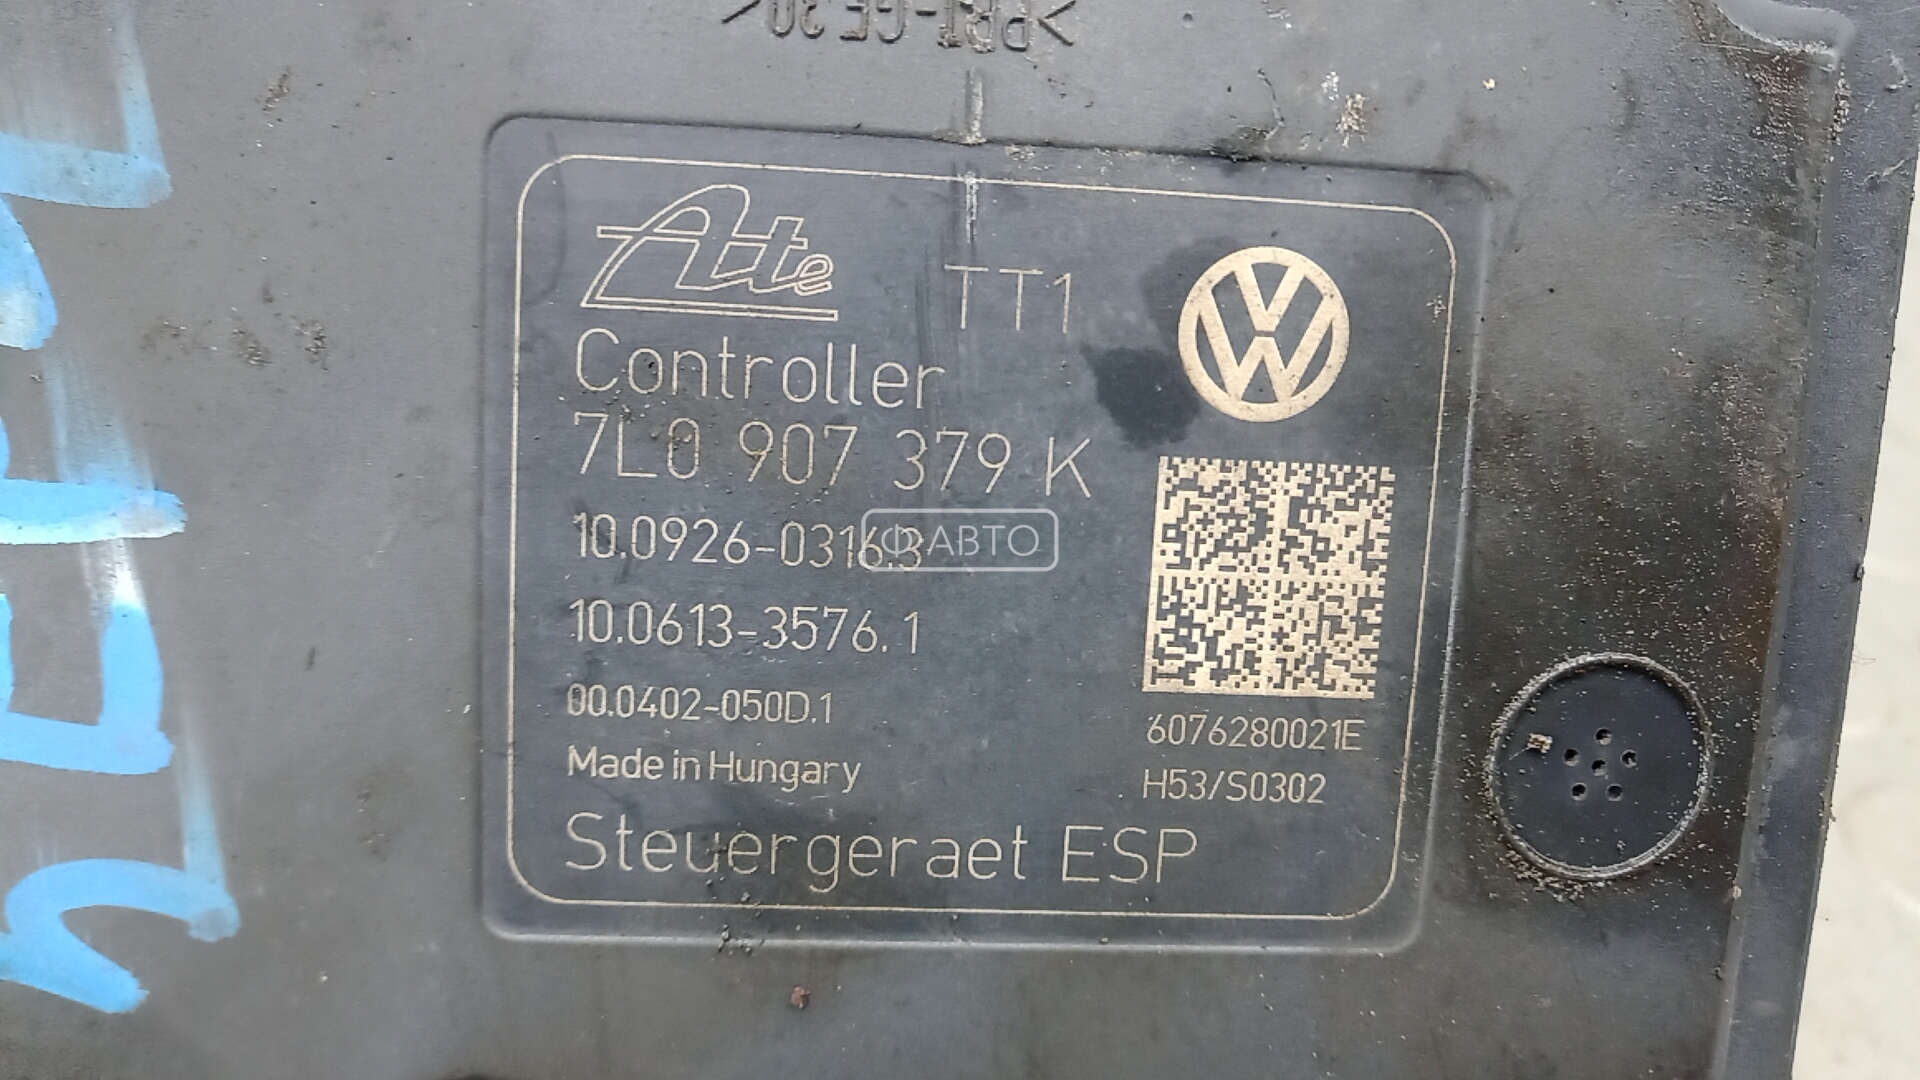 >PBT-GF30<
Ate
TT1
Controller
7L0 907 379 K
10.0926-0316.3
Ф АВТО
10.0613-3576.1
00.0402-050D.1
6076280021E
Made in Hungary
H53/S0302
Steuergeraet ESP